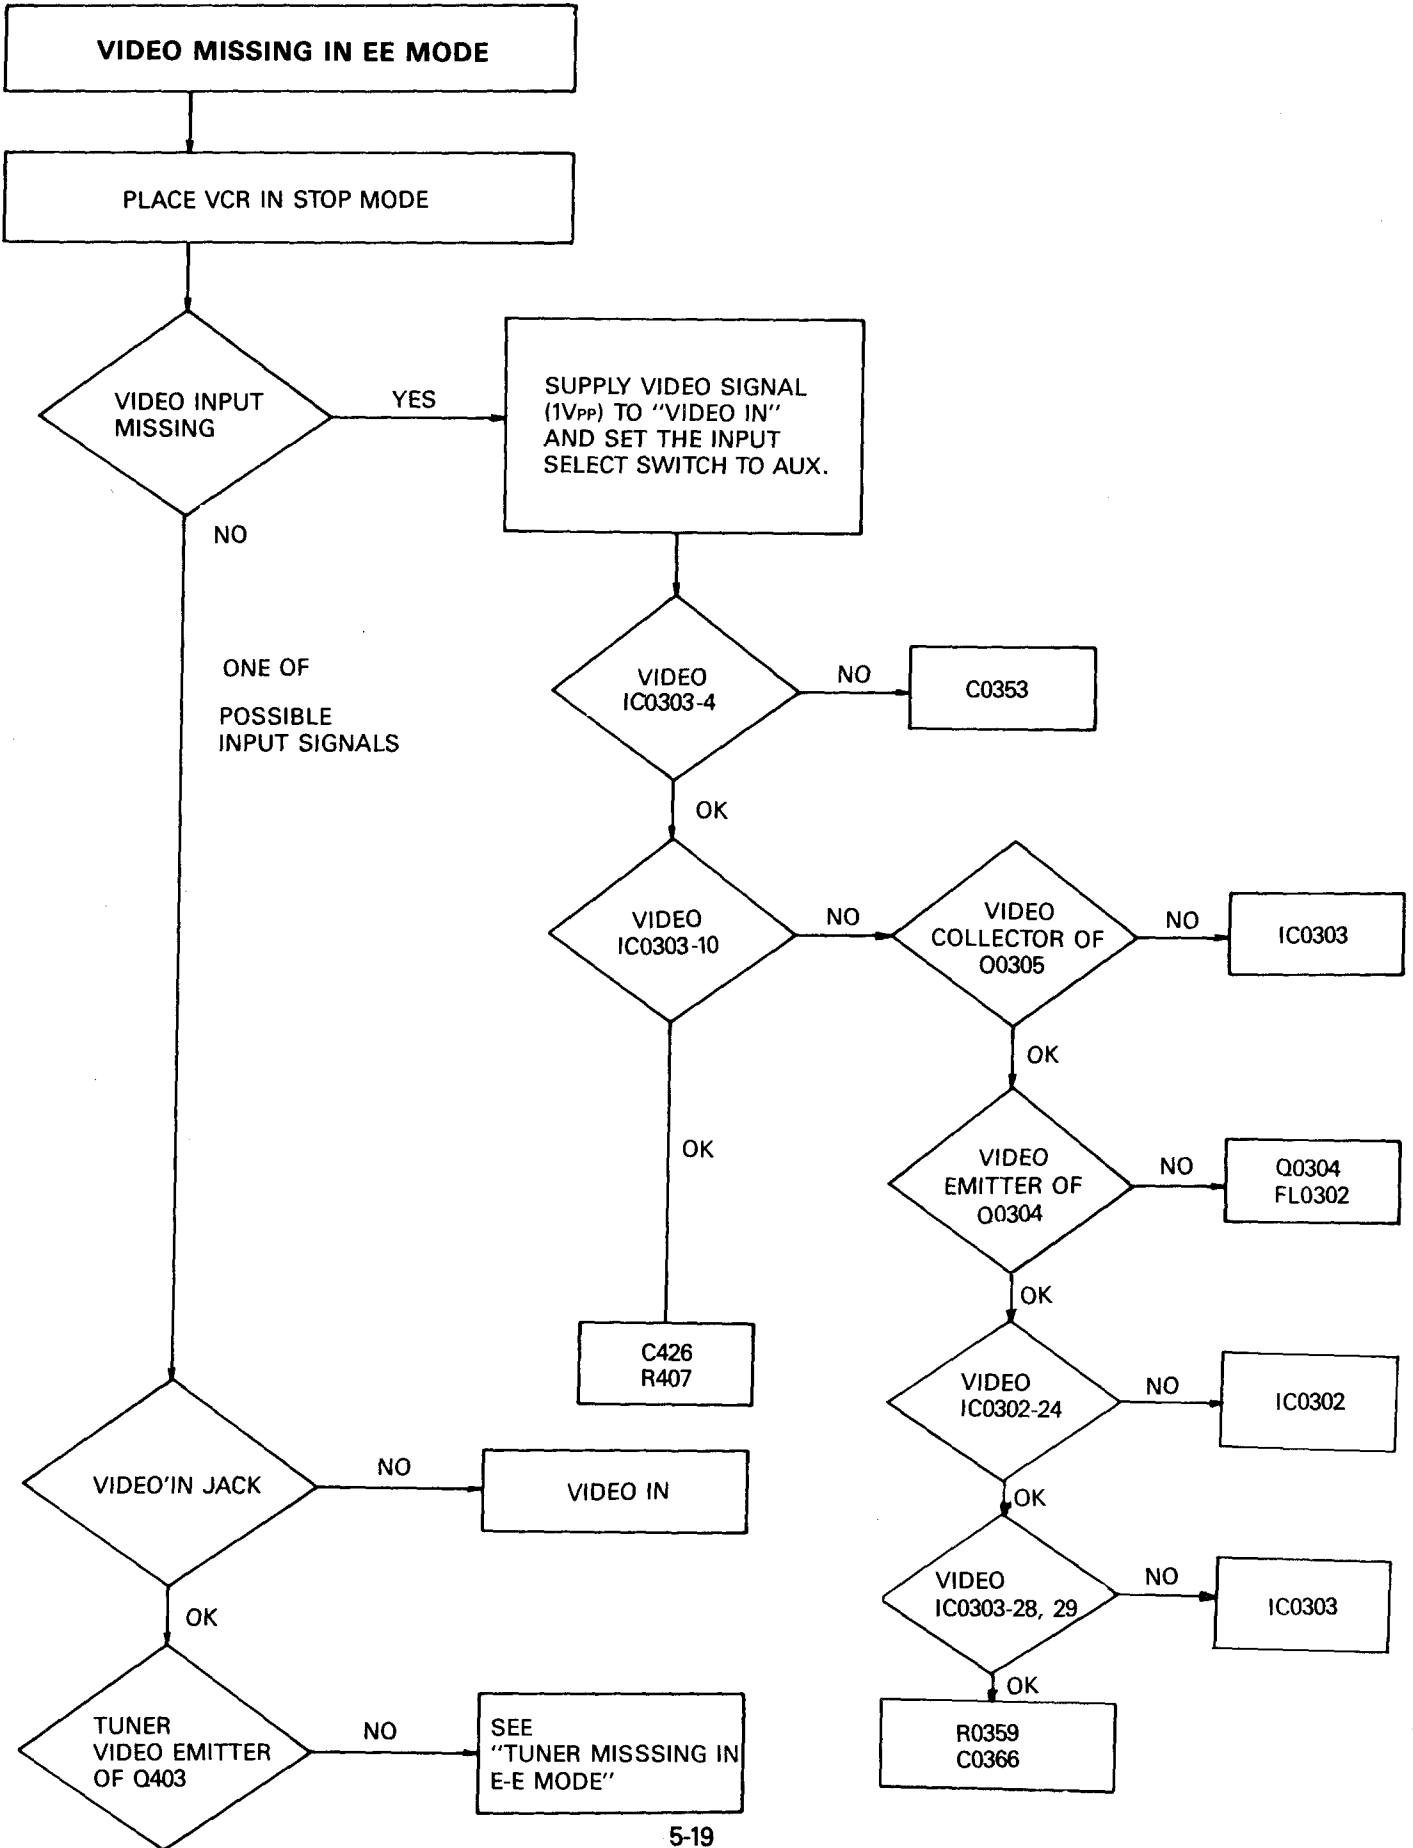 VIDEO MISSING IN EE MODE
PLACE VCR IN STOP MODE
VIDEO INPUT
MISSING
YES
SUPPLY VIDEO SIGNAL
(1VPP) TO "VIDEO IN"
AND SET THE INPUT
SELECT SWITCH TO AUX.
NO
ONE OF
POSSIBLE
INPUT SIGNALS
VIDEO
IC0303-4
NO
C0353
OK
VIDEO
IC0303-10
NO
VIDEO
COLLECTOR OF
O0305
NO
IC0303
OK
OK
VIDEO
EMITTER OF
Q0304
NO
Q0304
FL0302
OK
C426
R407
VIDEO
IC0302-24
NO
IC0302
OK
VIDEO'IN JACK
NO
VIDEO IN
VIDEO
IC0303-28, 29
NO
IC0303
OK
OK
R0359
C0366
TUNER
VIDEO EMITTER
OF Q403
NO
SEE
"TUNER MISSSING IN
E-E MODE"
5-19